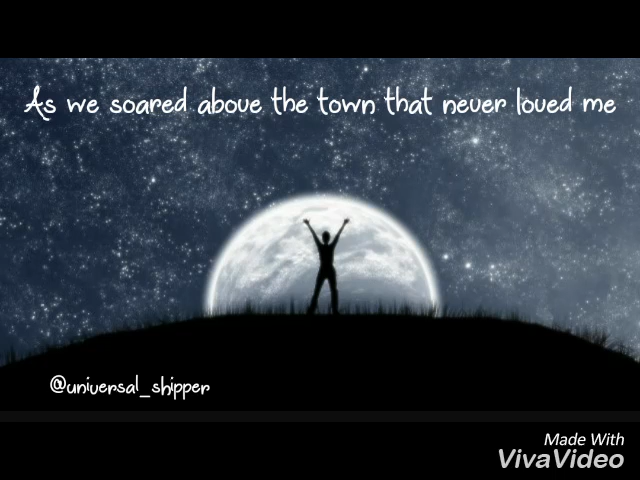 As we soared above the town that never loved me
@universal_shipper
Made With
VivaVideo